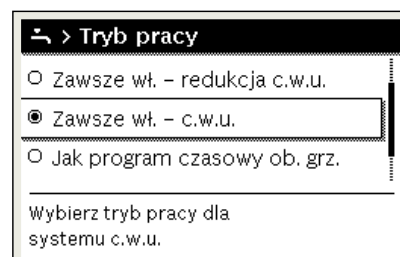 > Tryb pracy
Zawsze wł. – redukcja c.w.u.
Zawsze wł. – c.w.u.
Jak program czasowy ob. grz.
Wybierz tryb pracy dla
systemu c.w.u.